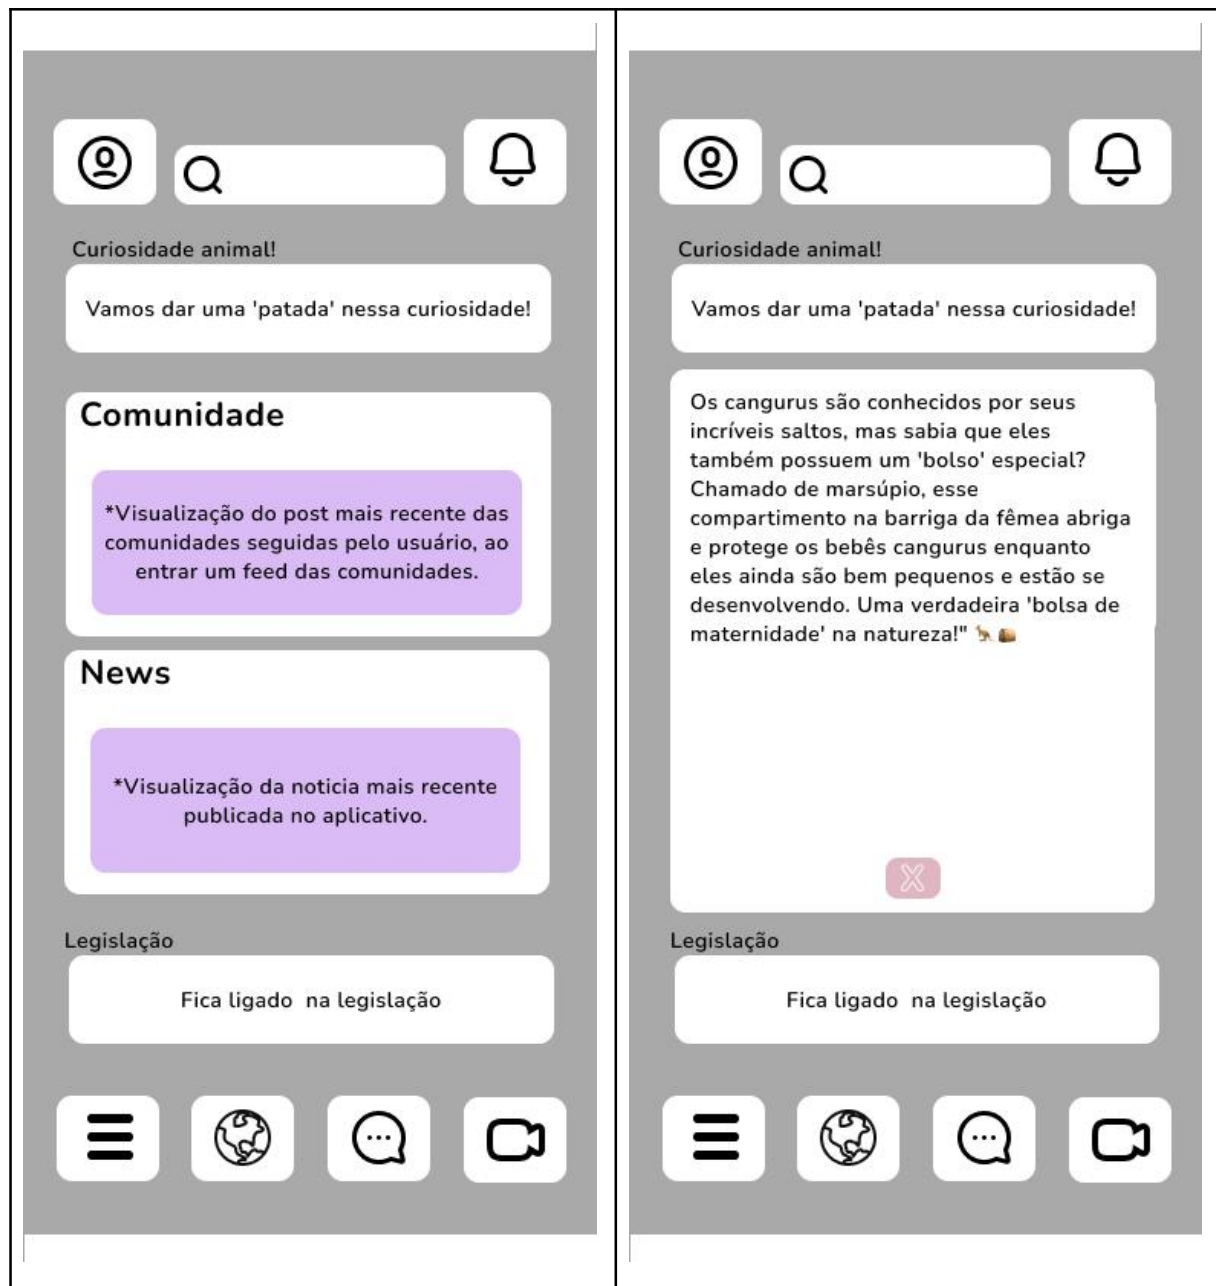 Curiosidade animal!
Vamos dar uma 'patada' nessa curiosidade!
Comunidade
*Visualização do post mais recente das
comunidades seguidas pelo usuário, ao
entrar um feed das comunidades.
News
*Visualização da noticia mais recente
publicada no aplicativo.
Legislação
Fica ligado  na legislação
Curiosidade animal!
Vamos dar uma 'patada' nessa curiosidade!
Os cangurus são conhecidos por seus
incríveis saltos, mas sabia que eles
também possuem um 'bolso' especial?
Chamado de marsúpio, esse
compartimento na barriga da fêmea abriga
e protege os bebês cangurus enquanto
eles ainda são bem pequenos e estão se
desenvolvendo. Uma verdadeira 'bolsa de
maternidade' na natureza!" 🦘👝
X
Legislação
Fica ligado  na legislação